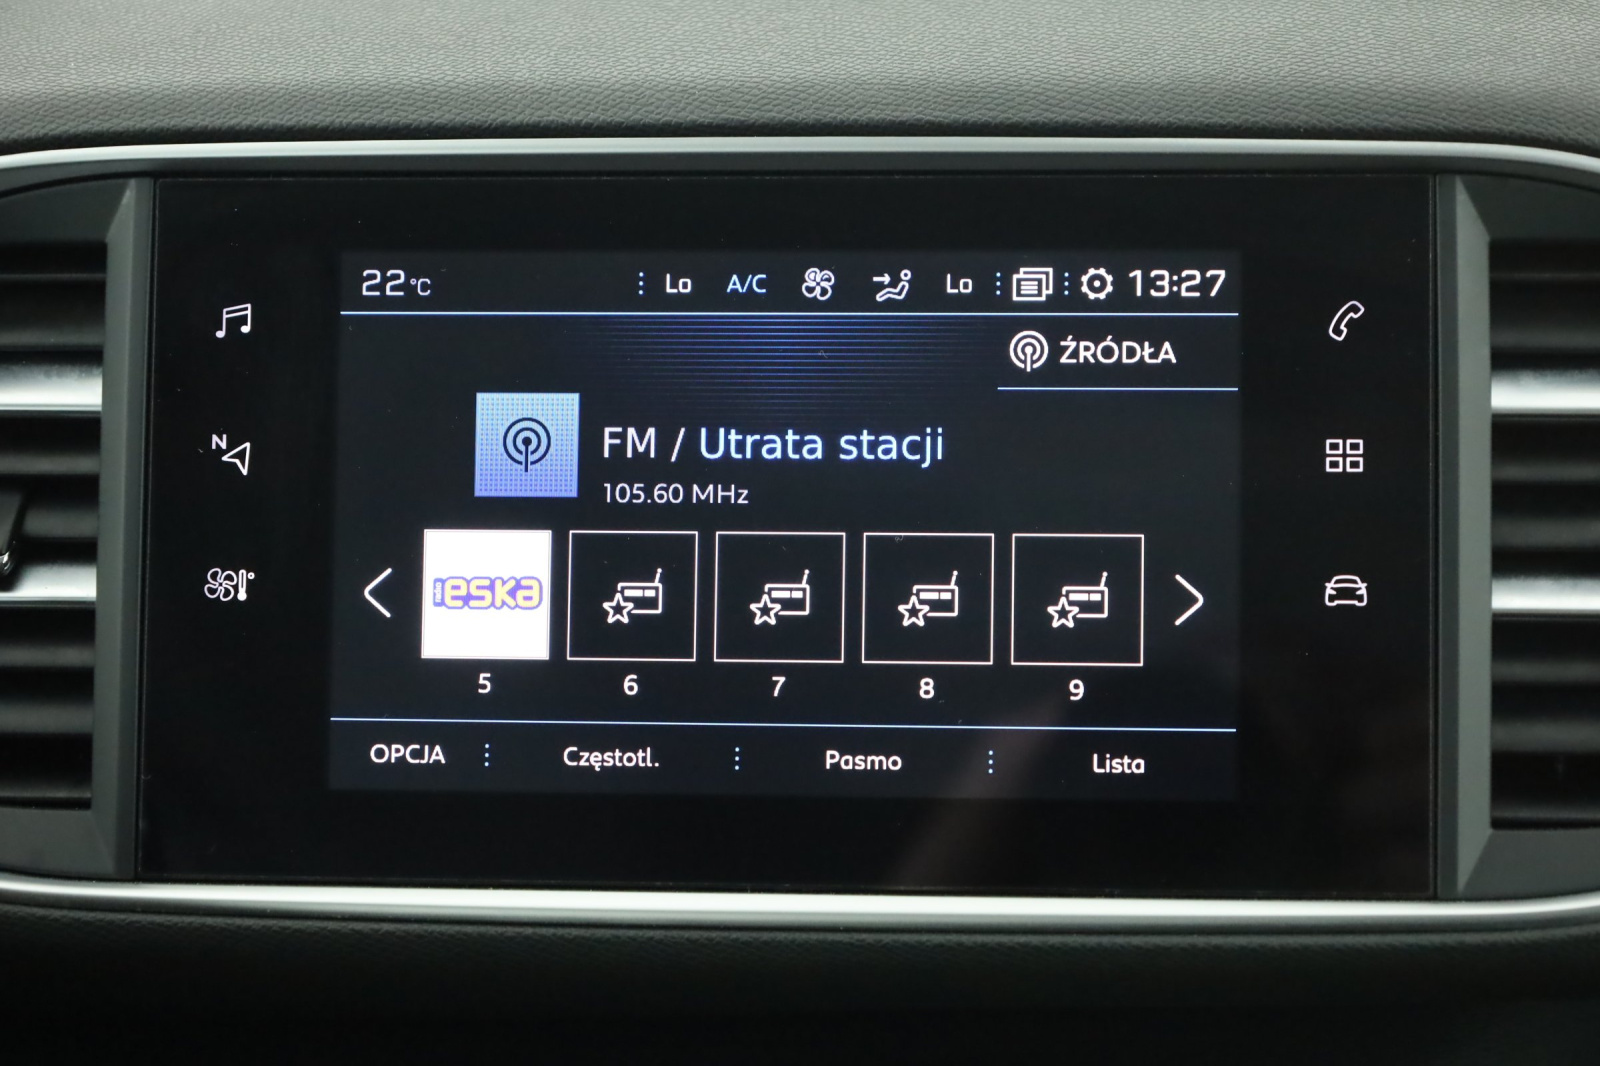 22°C Lo A/C Lo 13:27
ŹRÓDŁA
N
FM / Utrata stacji
105.60 MHz
eska
5 6 7 8 9
OPCJA Częstotl. Pasmo Lista